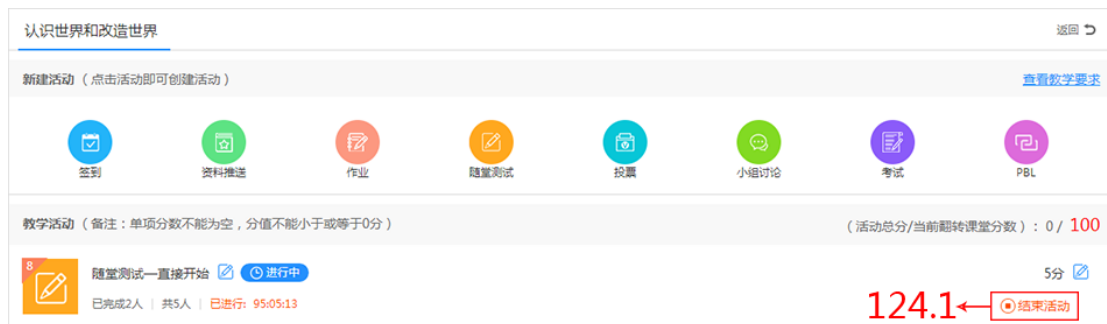 认识世界和改造世界 返回
新建活动（点击活动即可创建活动） 查看教学要求
签到 资料推送 作业 随堂测试 投票 小组讨论 考试 PBL
教学活动（备注：单项分数不能为空，分值不能小于或等于0分） （活动总分/当前翻转课堂分数）：0/ 100
8 随堂测试—直接开始 进行中 5分
已完成2人 | 共5人 | 已进行: 95:05:13 124.1 结束活动